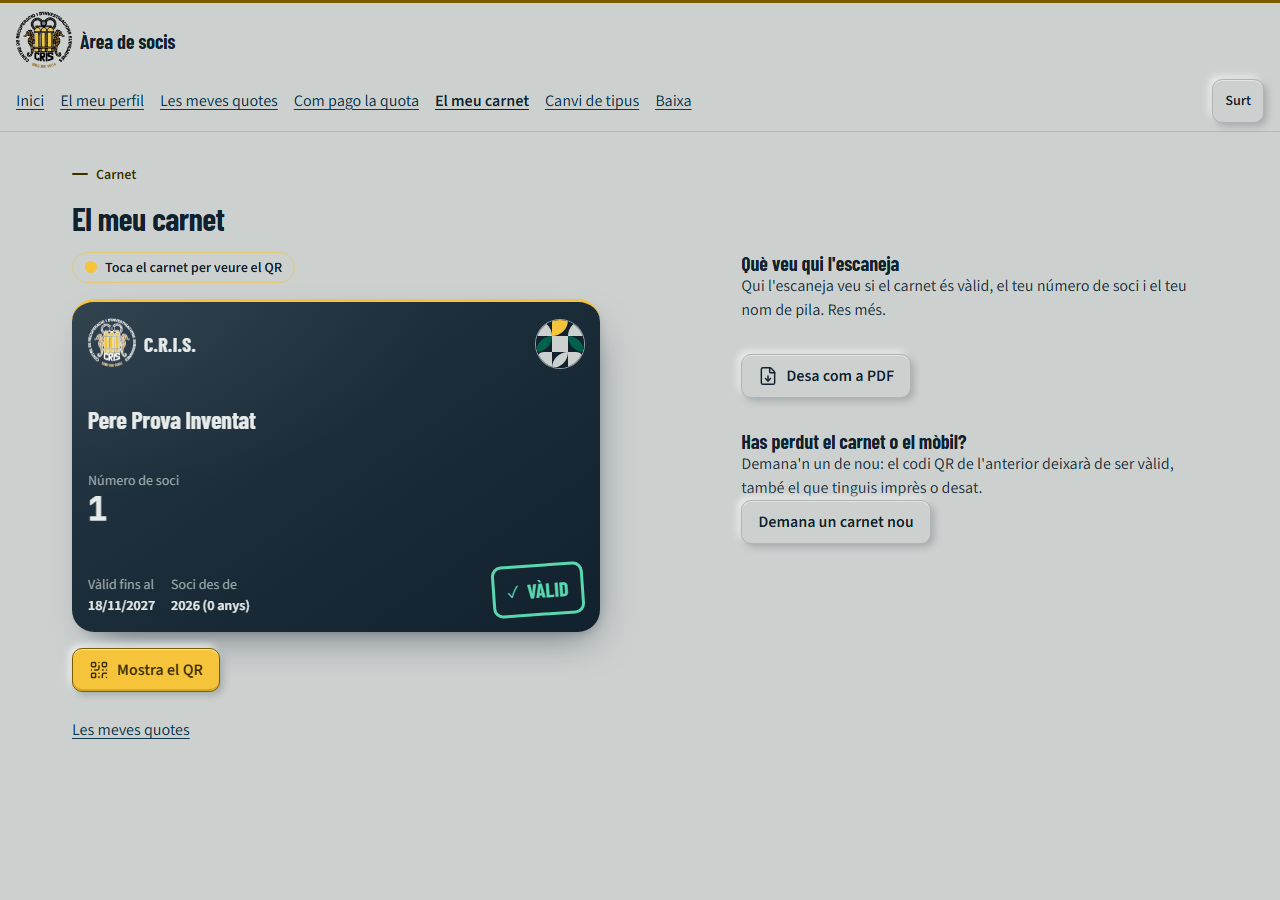 Àrea de socis
Inici El meu perfil Les meves quotes Com pago la quota El meu carnet Canvi de tipus Baixa Surt
Carnet
El meu carnet
Toca el carnet per veure el QR
CRIS
C.R.I.S.
Pere Prova Inventat
Número de soci
1
Vàlid fins al Soci des de
18/11/2027 2026 (0 anys)
✓ VÀLID
Mostra el QR
Les meves quotes
Què veu qui l'escaneja
Qui l'escaneja veu si el carnet és vàlid, el teu número de soci i el teu
nom de pila. Res més.
Desa com a PDF
Has perdut el carnet o el mòbil?
Demana'n un de nou: el codi QR de l'anterior deixarà de ser vàlid,
també el que tinguis imprès o desat.
Demana un carnet nou